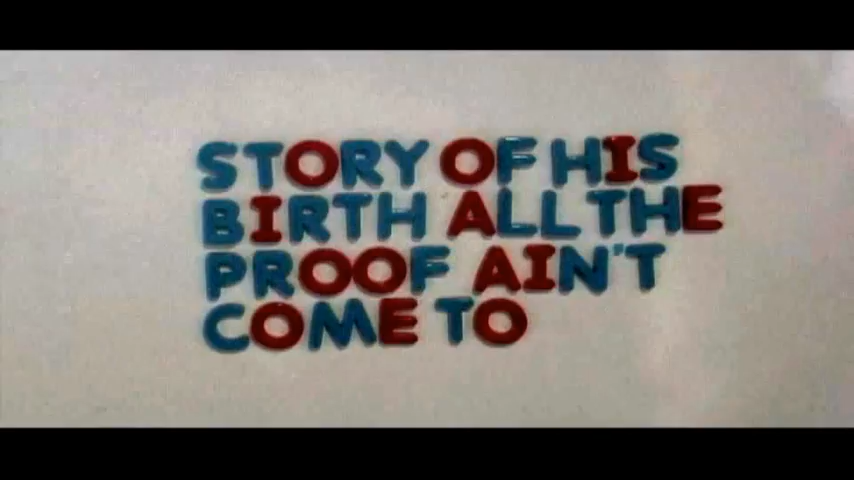 STORY OF HIS
BIRTH ALL THE
PROOF AIN'T
COME TO